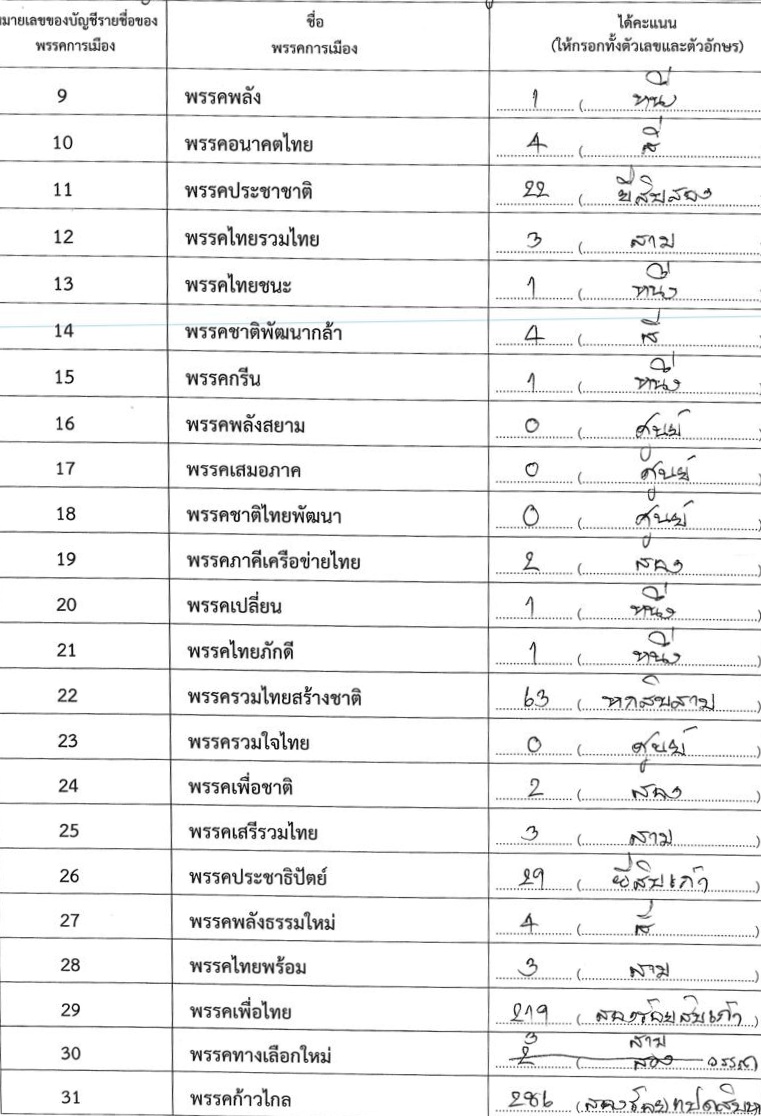 หมายเลขของบัญชีรายชื่อของ ชื่อ ได้คะแนน
พรรคการเมือง พรรคการเมือง (ให้กรอกทั้งตัวเลขและตัวอักษร)
9 พรรคพลัง 1 ( หนึ่ง
10 พรรคอนาคตไทย 4 ( สี่
11 พรรคประชาชาติ 22 ( ยี่สิบสอง
12 พรรคไทยรวมไทย 3 ( สาม
13 พรรคไทยชนะ 1 ( หนึ่ง
14 พรรคชาติพัฒนากล้า 4 ( สี่
15 พรรคกรีน 1 ( หนึ่ง
16 พรรคพลังสยาม 0 ( ศูนย์ )
17 พรรคเสมอภาค 0 ( ศูนย์ )
18 พรรคชาติไทยพัฒนา 0 ( ศูนย์ )
19 พรรคภาคีเครือข่ายไทย 2 ( สอง )
20 พรรคเปลี่ยน 1 ( หนึ่ง )
21 พรรคไทยภักดี 1 ( หนึ่ง )
22 พรรครวมไทยสร้างชาติ 63 ( หกสิบสาม )
23 พรรครวมใจไทย 0 ( ศูนย์ )
24 พรรคเพื่อชาติ 2 ( สอง )
25 พรรคเสรีรวมไทย 3 ( สาม )
26 พรรคประชาธิปัตย์ 29 ( ยี่สิบเก้า )
27 พรรคพลังธรรมใหม่ 4 ( สี่ )
28 พรรคไทยพร้อม 3 ( สาม )
29 พรรคเพื่อไทย 219 ( สองร้อยสิบเก้า )
3 สาม
30 พรรคทางเลือกใหม่ 2 ( สอง
31 พรรคก้าวไกล 286 (สองร้อยแปดสิบห